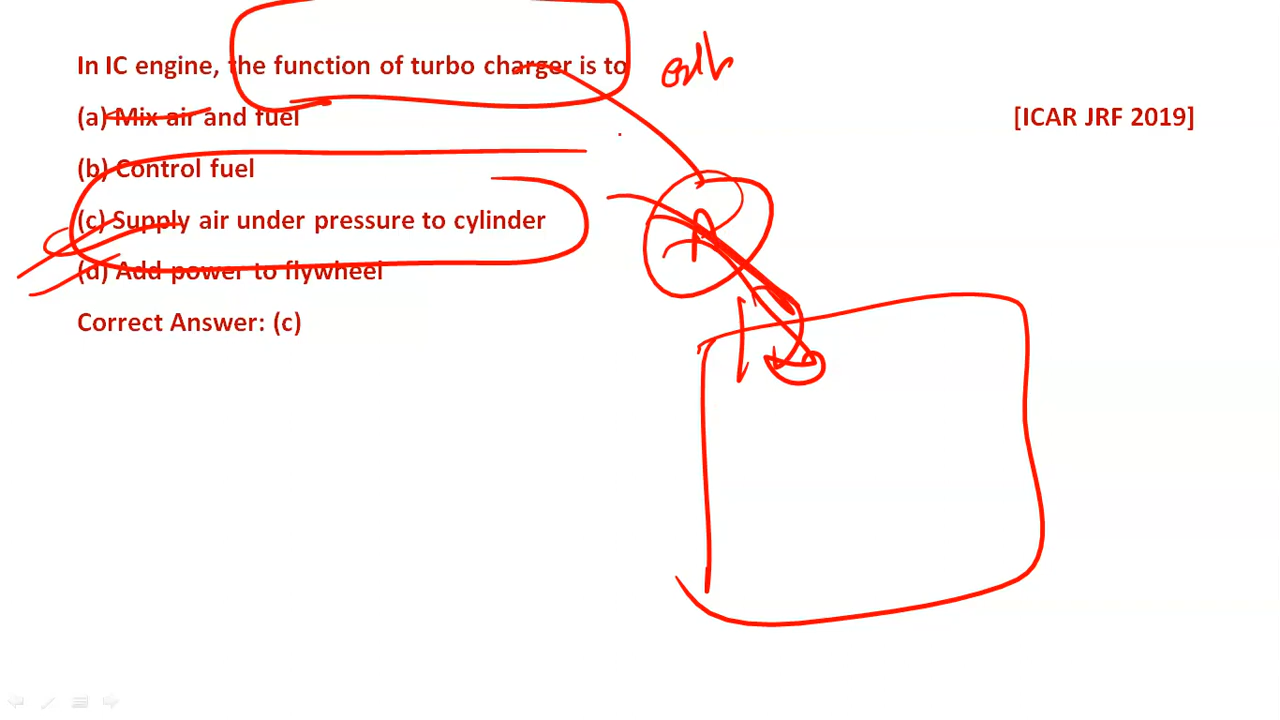 In IC engine, the function of turbo charger is to
(a) Mix air and fuel
[ICAR JRF 2019]
(b) Control fuel
(c) Supply air under pressure to cylinder
(d) Add power to flywheel
Correct Answer: (c)